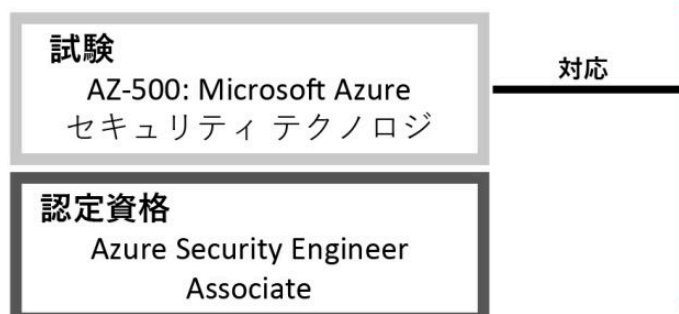 試験
AZ-500: Microsoft Azure
セキュリティ テクノロジ
対応
認定資格
Azure Security Engineer
Associate